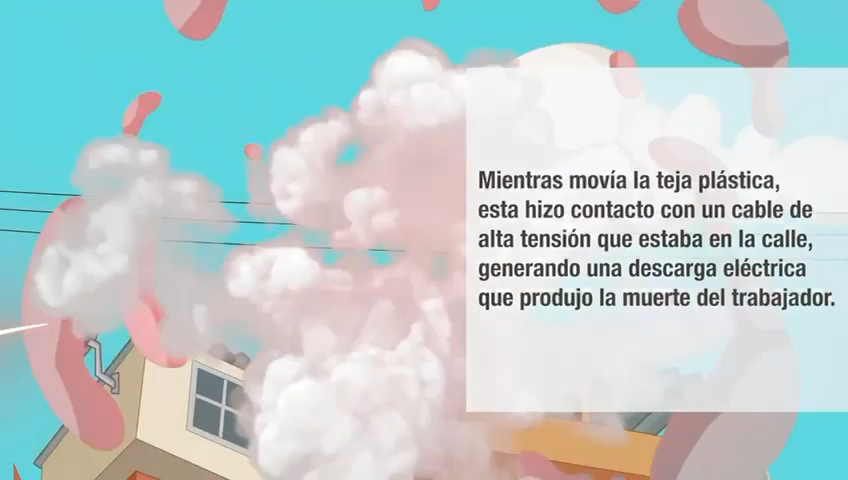 Mientras movía la teja plástica,
esta hizo contacto con un cable de
alta tensión que estaba en la calle,
generando una descarga eléctrica
que produjo la muerte del trabajador.